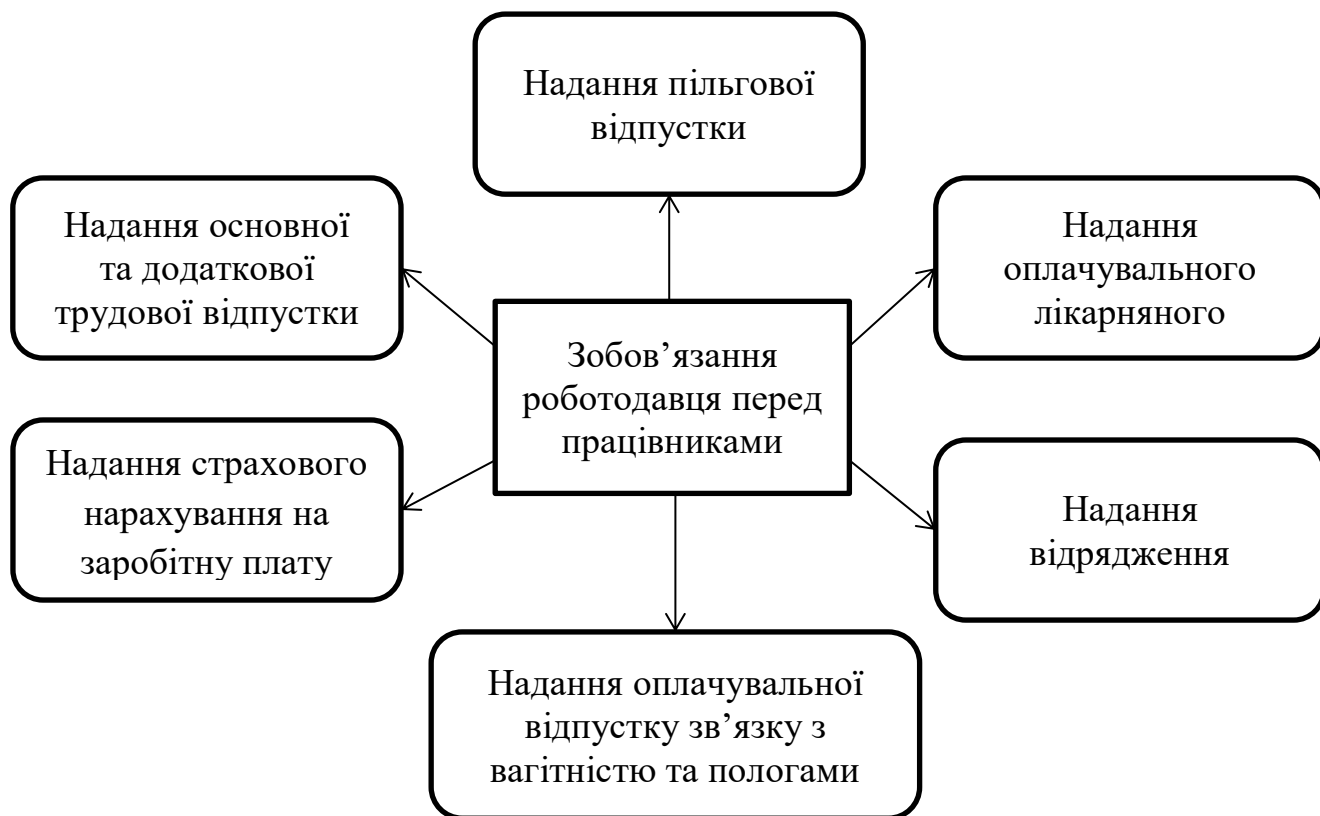 Надання пільгової
відпустки
Надання основної
та додаткової
трудової відпустки
Надання
оплачувального
лікарняного
Зобов’язання
роботодавця перед
працівниками
Надання страхового
нарахування на
заробітну плату
Надання
відрядження
Надання оплачувальної
відпустку зв’язку з
вагітністю та пологами